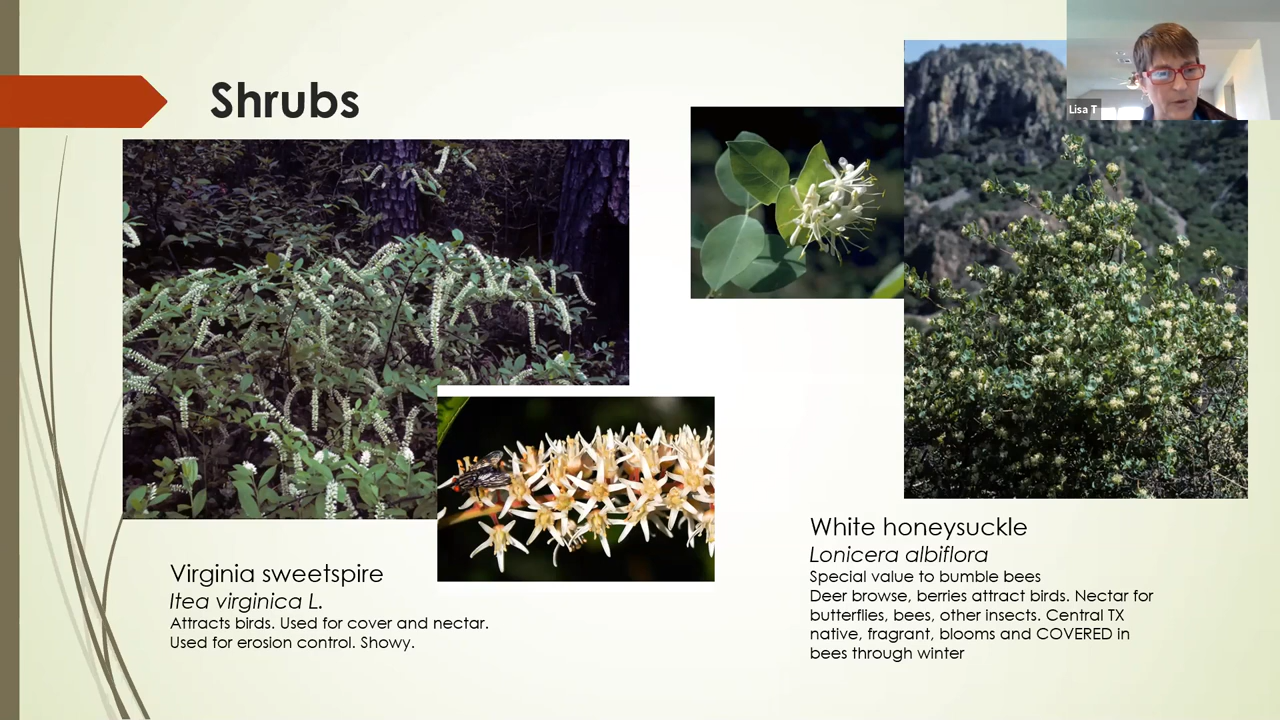 Shrubs
Lisa T
Virginia sweetspire
Itea virginica L.
Attracts birds. Used for cover and nectar.
Used for erosion control. Showy.
White honeysuckle
Lonicera albiflora
Special value to bumble bees
Deer browse, berries attract birds. Nectar for
butterflies, bees, other insects. Central TX
native, fragrant, blooms and COVERED in
bees through winter